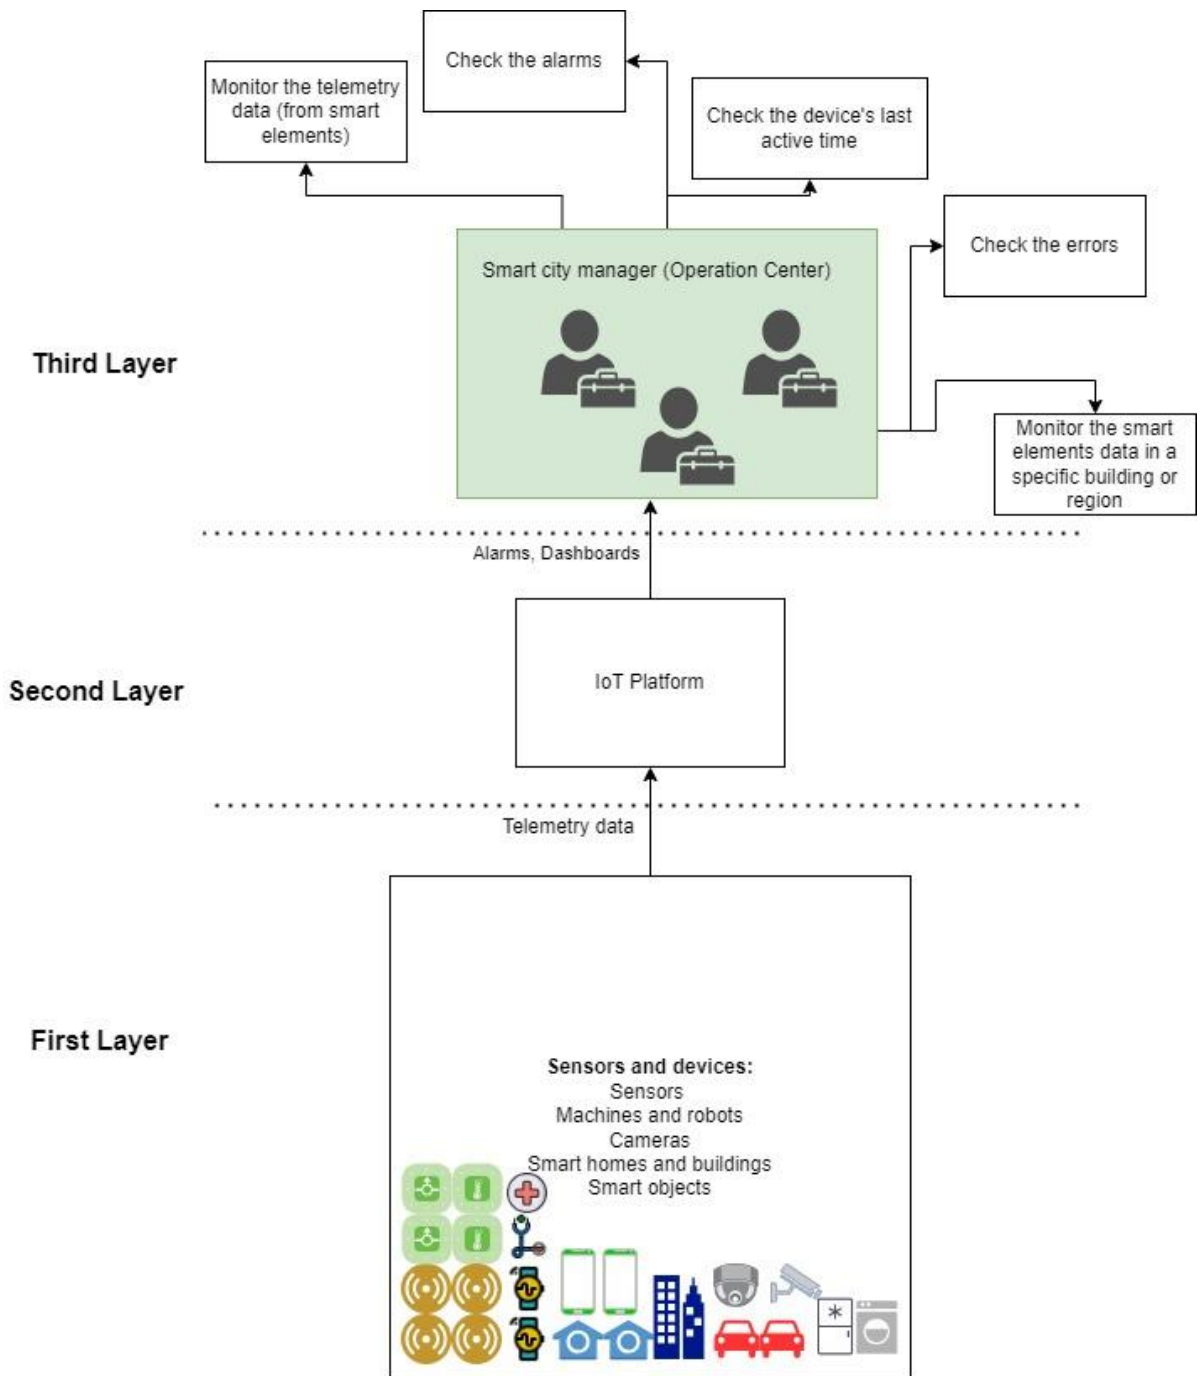 Check the alarms
Monitor the telemetry
data (from smart
elements)
Check the device's last
active time
Check the errors
Smart city manager (Operation Center)
Third Layer
Monitor the smart
elements data in a
specific building or
region
Alarms, Dashboards
Second Layer
IoT Platform
Telemetry data
First Layer
Sensors and devices:
Sensors
Machines and robots
Cameras
Smart homes and buildings
Smart objects